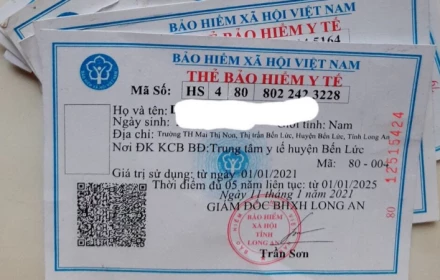 5164
BẢO HIỂM XÃ HỘI VIỆT NAM
THẺ BẢO HIỂM Y TẾ
Mã Số: HS 4 80 802 242 3228
Họ và tên:
Ngày sinh: Giới tính: Nam
Địa chỉ: Trường TH Mai Thị Non, Thị trấn Bến Lức, Huyện Bến Lức, Tỉnh Long An
Nơi ĐK KCB BĐ: Trung tâm y tế huyện Bến Lức
Mã: 80 - 004
Giá trị sử dụng: từ ngày 01/01/2021
Thời điểm đủ 05 năm liên tục: từ 01/01/2025
Ngày 11 tháng 1 năm 2021
GIÁM ĐỐC BHXH LONG AN
BẢO HIỂM
XÃ HỘI
TỈNH
LONG AN
Trần Sơn
80 12515424